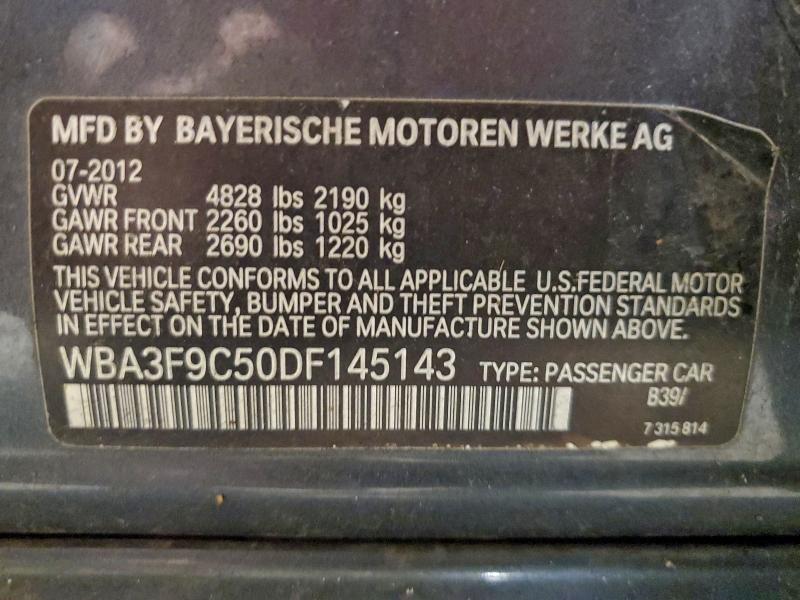 MFD BY BAYERISCHE MOTOREN WERKE AG
07-2012
GVWR 4828 lbs 2190 kg
GAWR FRONT 2260 lbs 1025 kg
GAWR REAR 2690 lbs 1220 kg
THIS VEHICLE CONFORMS TO ALL APPLICABLE U.S.FEDERAL MOTOR
VEHICLE SAFETY, BUMPER AND THEFT PREVENTION STANDARDS
IN EFFECT ON THE DATE OF MANUFACTURE SHOWN ABOVE.
WBA3F9C50DF145143 TYPE: PASSENGER CAR
B39/
7 315 814